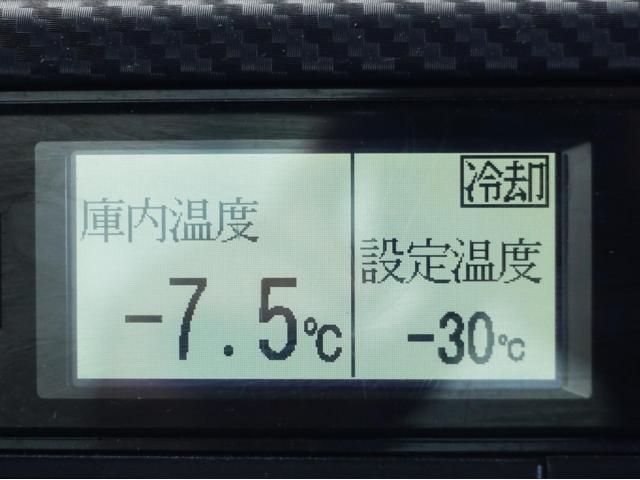 庫内温度
-7.5℃
冷却
設定温度
-30℃